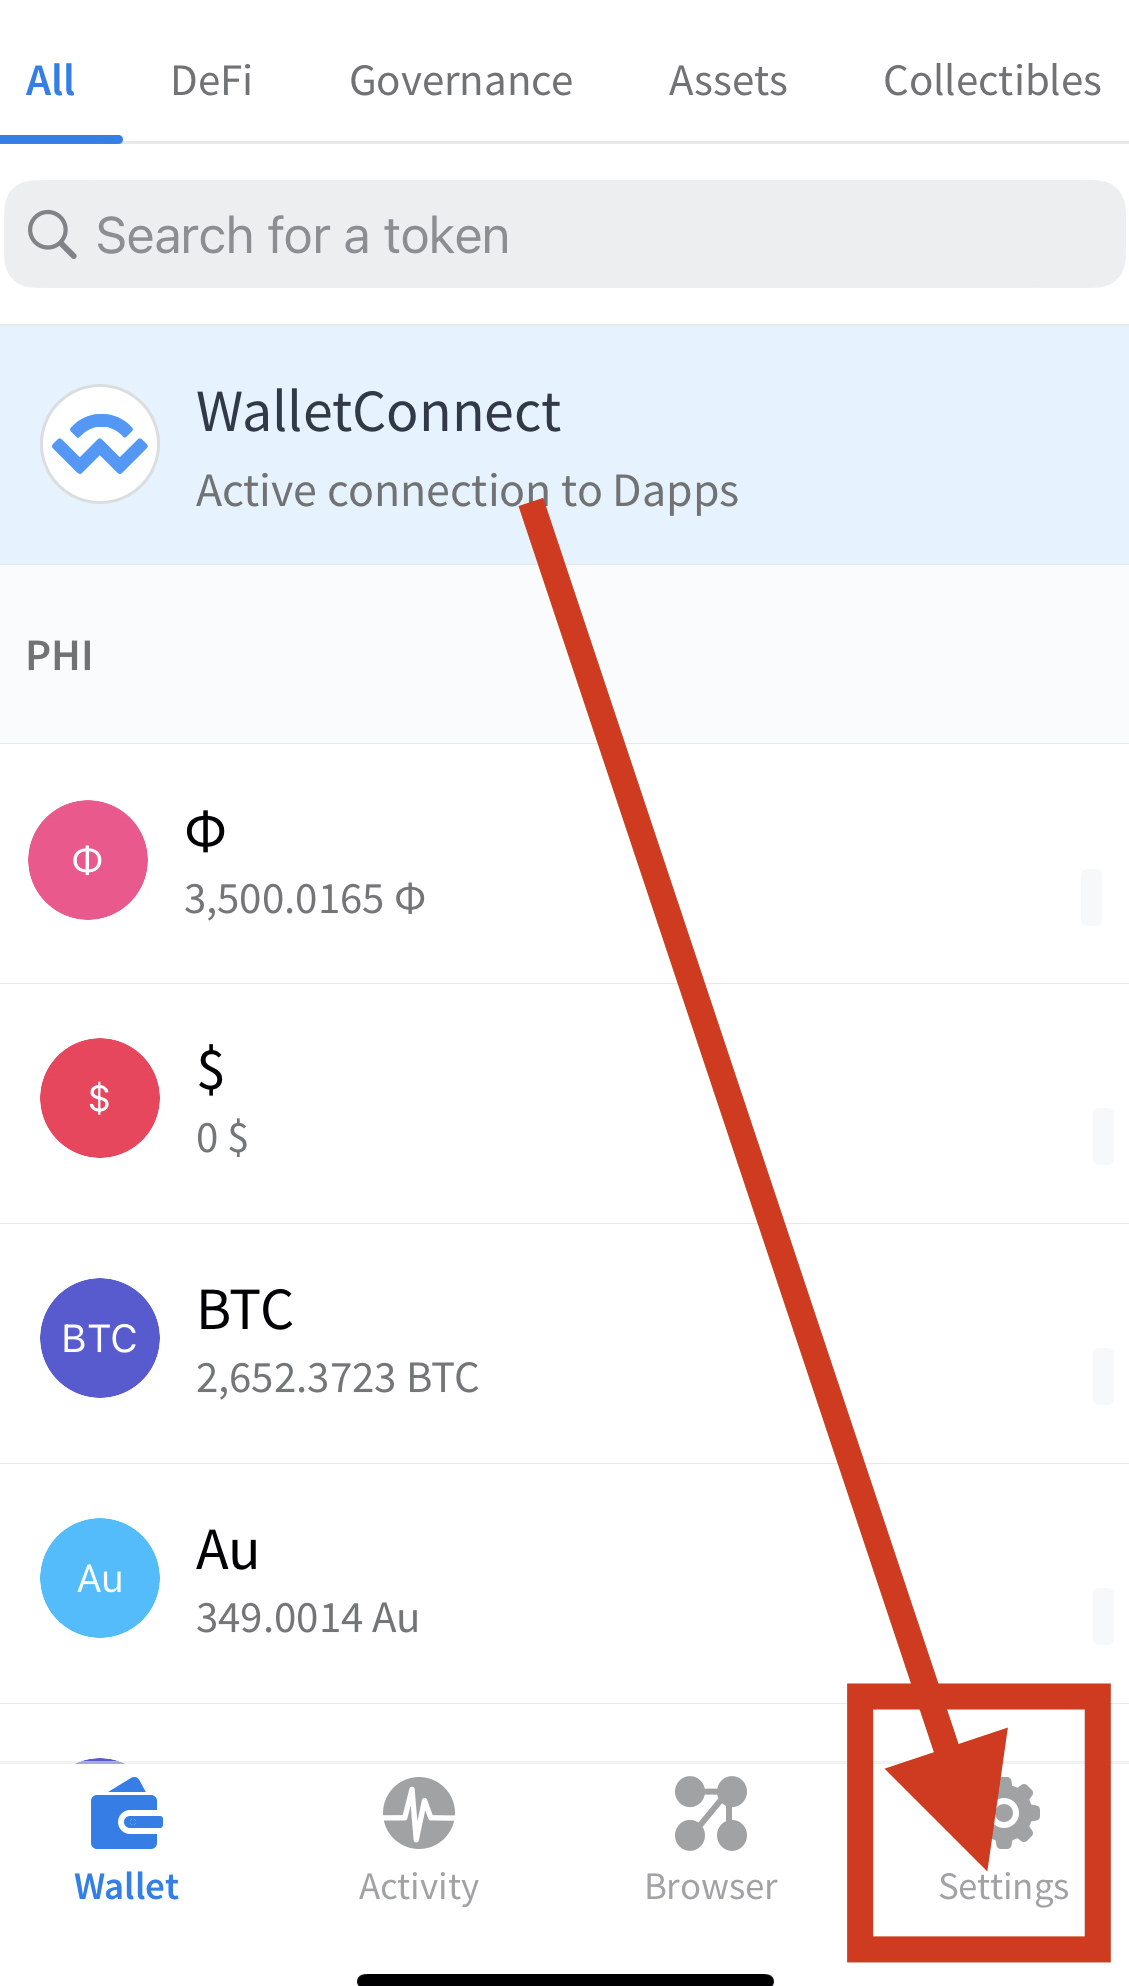 All DeFi Governance Assets Collectibles
Search for a token
WalletConnect
Active connection to Dapps
PHI
Φ
Φ
3,500.0165 Φ
$
$
0 $
BTC
BTC
2,652.3723 BTC
Au
Au
349.0014 Au
Wallet Activity Browser Settings